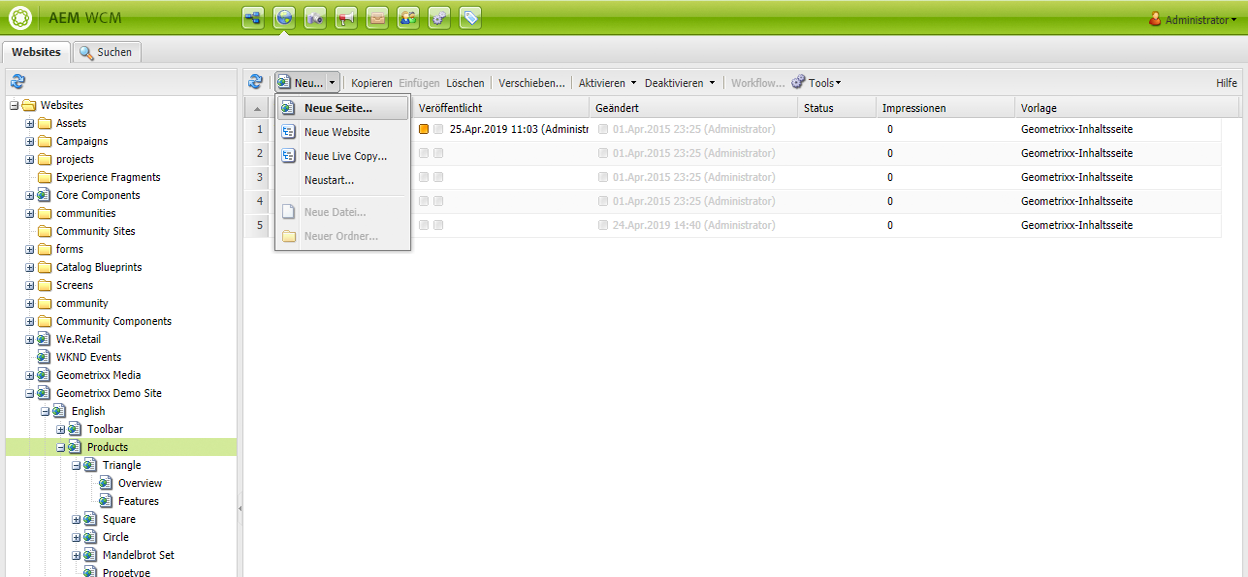 AEM WCM
Administrator
Websites
Suchen
Neu...
Kopieren Einfügen Löschen Verschieben... Aktivieren Deaktivieren Workflow... Tools Hilfe
Websites
Assets
Campaigns
projects
Experience Fragments
Core Components
communities
Community Sites
forms
Catalog Blueprints
Screens
community
Community Components
We.Retail
WKND Events
Geometrixx Media
Geometrixx Demo Site
English
Toolbar
Products
Triangle
Overview
Features
Square
Circle
Mandelbrot Set
Propetype
Neue Seite...
Neue Website
Neue Live Copy...
Neustart...
Neue Datei...
Neuer Ordner...
Veröffentlicht Geändert Status Impressionen Vorlage
1 25.Apr.2019 11:03 (Administr 01.Apr.2015 23:25 (Administrator) 0 Geometrixx-Inhaltsseite
2 01.Apr.2015 23:25 (Administrator) 0 Geometrixx-Inhaltsseite
3 01.Apr.2015 23:25 (Administrator) 0 Geometrixx-Inhaltsseite
4 01.Apr.2015 23:25 (Administrator) 0 Geometrixx-Inhaltsseite
5 24.Apr.2019 14:40 (Administrator) 0 Geometrixx-Inhaltsseite